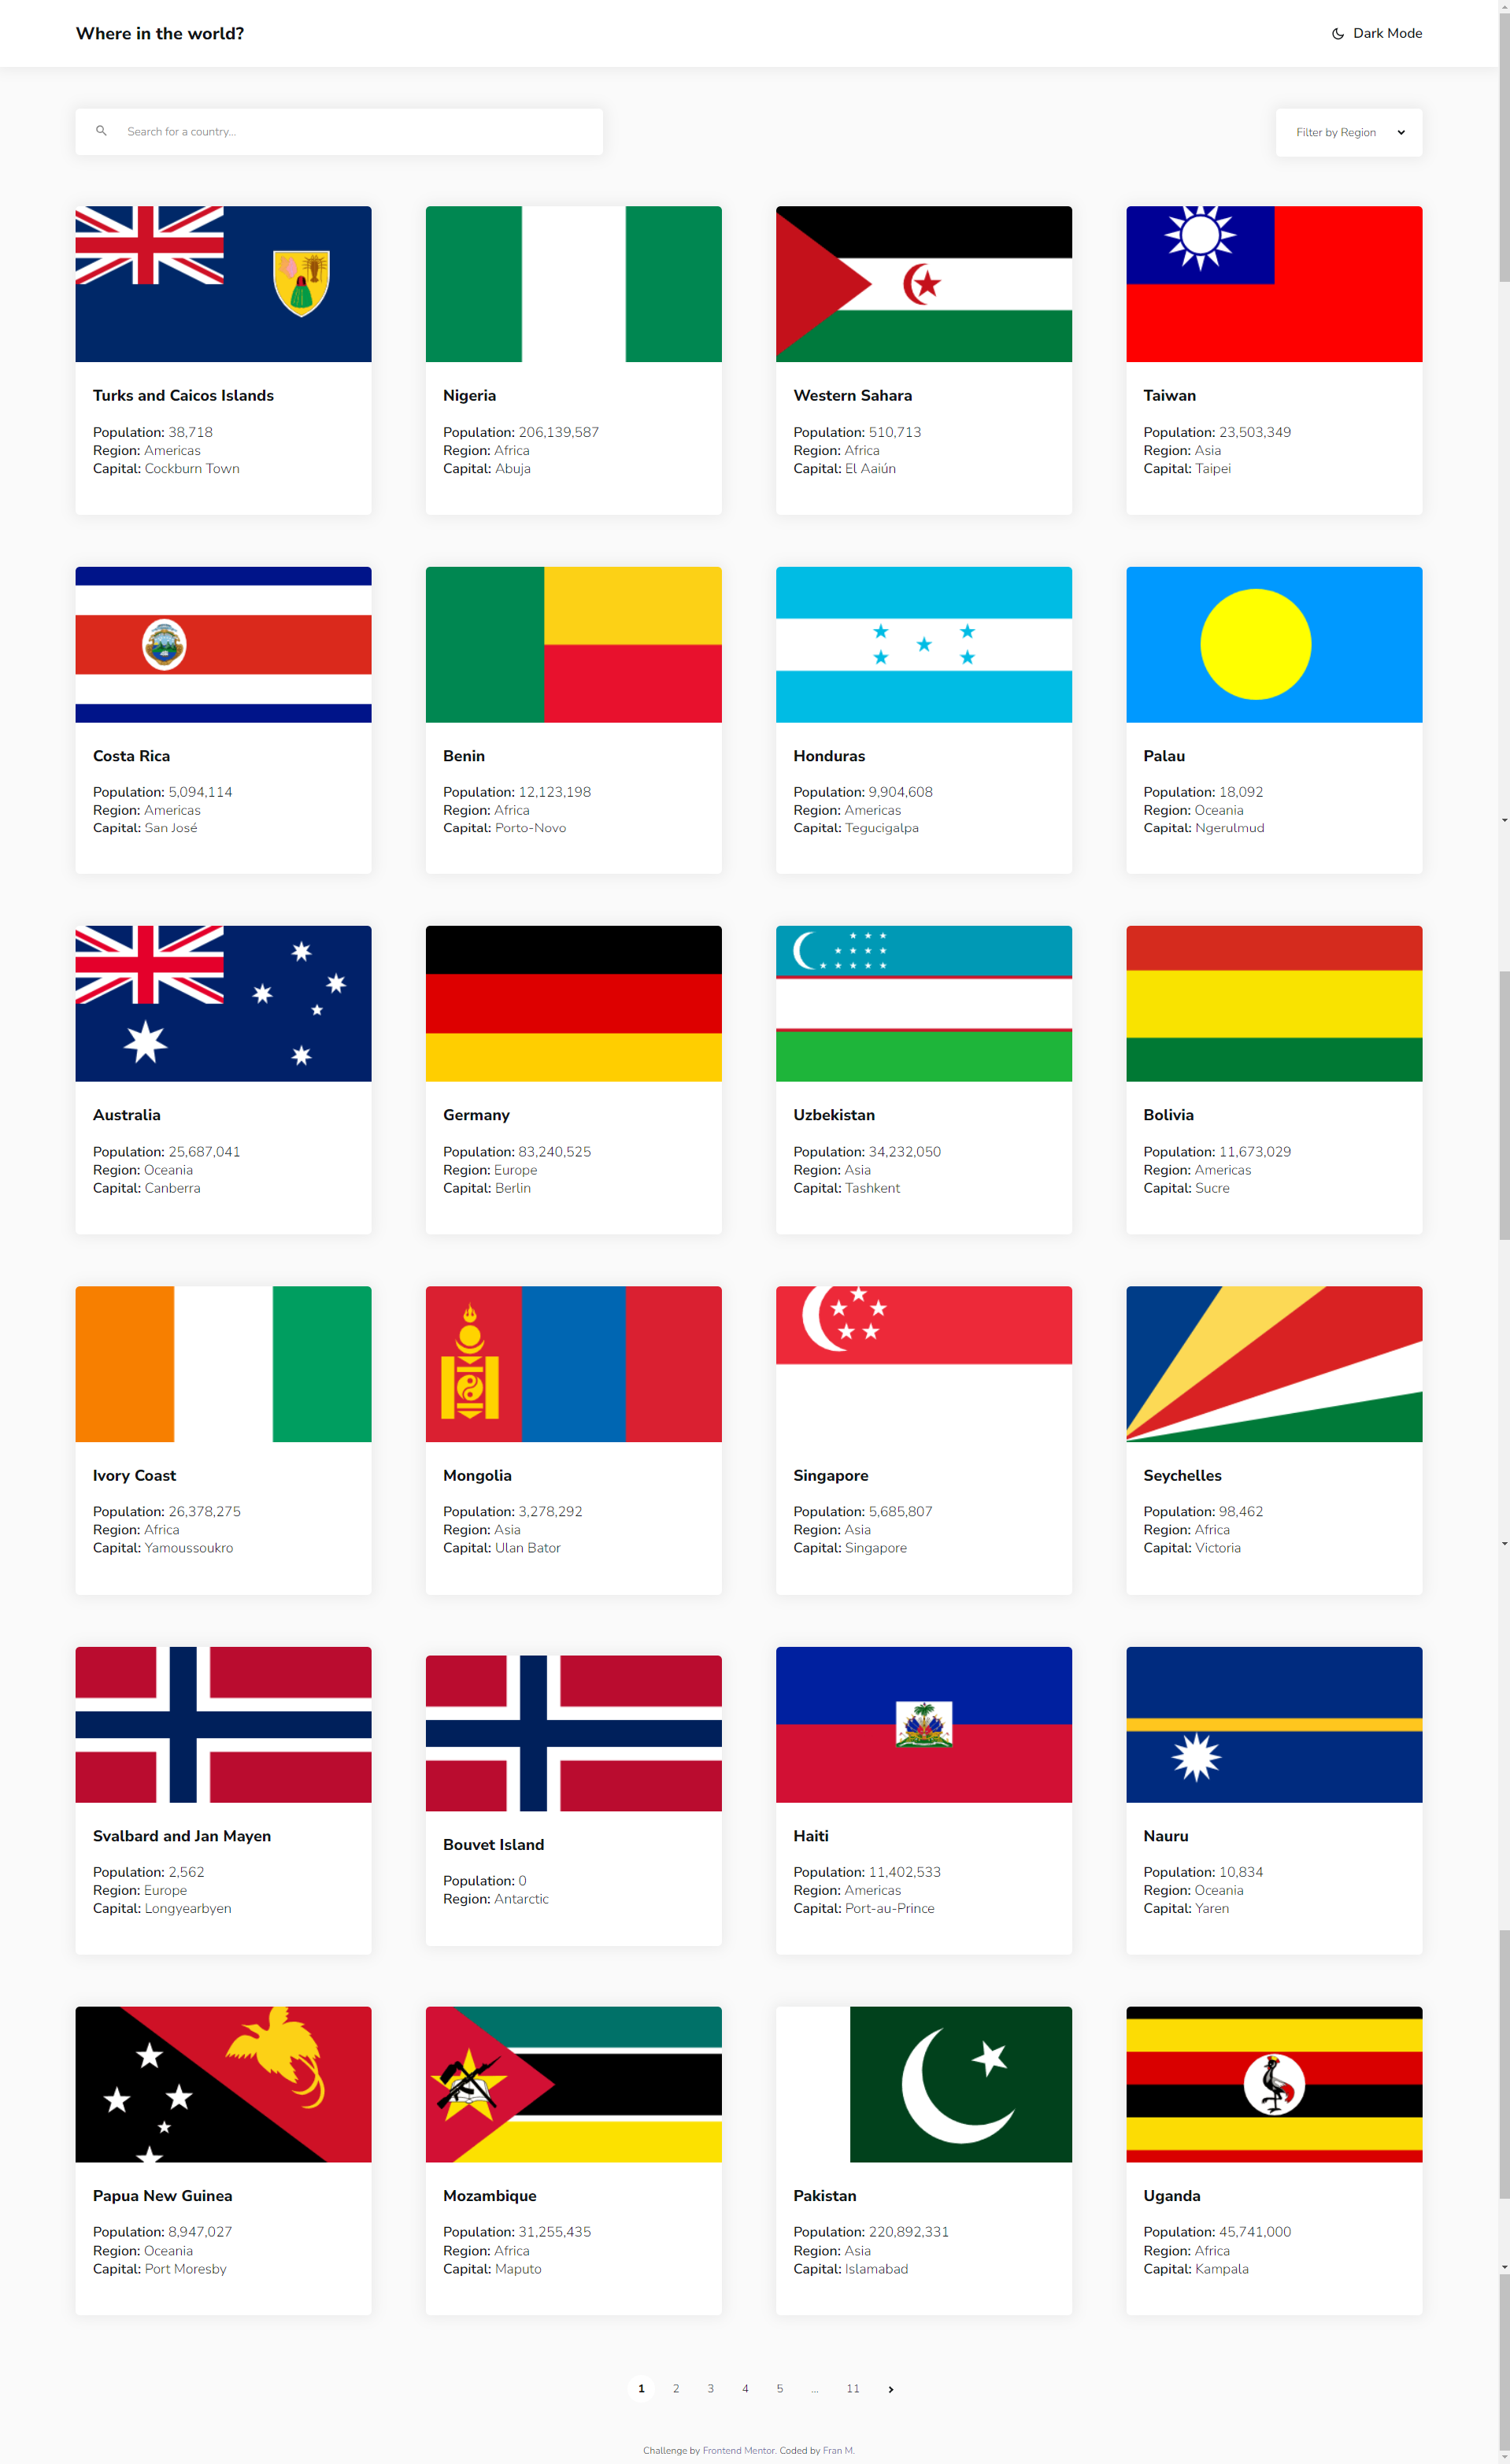 Where in the world?
Dark Mode
Search for a country...
Filter by Region
Turks and Caicos Islands
Population: 38,718
Region: Americas
Capital: Cockburn Town
Nigeria
Population: 206,139,587
Region: Africa
Capital: Abuja
Western Sahara
Population: 510,713
Region: Africa
Capital: El Aaiún
Taiwan
Population: 23,503,349
Region: Asia
Capital: Taipei
Costa Rica
Population: 5,094,114
Region: Americas
Capital: San José
Benin
Population: 12,123,198
Region: Africa
Capital: Porto-Novo
Honduras
Population: 9,904,608
Region: Americas
Capital: Tegucigalpa
Palau
Population: 18,092
Region: Oceania
Capital: Ngerulmud
Australia
Population: 25,687,041
Region: Oceania
Capital: Canberra
Germany
Population: 83,240,525
Region: Europe
Capital: Berlin
Uzbekistan
Population: 34,232,050
Region: Asia
Capital: Tashkent
Bolivia
Population: 11,673,029
Region: Americas
Capital: Sucre
Ivory Coast
Population: 26,378,275
Region: Africa
Capital: Yamoussoukro
Mongolia
Population: 3,278,292
Region: Asia
Capital: Ulan Bator
Singapore
Population: 5,685,807
Region: Asia
Capital: Singapore
Seychelles
Population: 98,462
Region: Africa
Capital: Victoria
Svalbard and Jan Mayen
Population: 2,562
Region: Europe
Capital: Longyearbyen
Bouvet Island
Population: 0
Region: Antarctic
Haiti
Population: 11,402,533
Region: Americas
Capital: Port-au-Prince
Nauru
Population: 10,834
Region: Oceania
Capital: Yaren
Papua New Guinea
Population: 8,947,027
Region: Oceania
Capital: Port Moresby
Mozambique
Population: 31,255,435
Region: Africa
Capital: Maputo
Pakistan
Population: 220,892,331
Region: Asia
Capital: Islamabad
Uganda
Population: 45,741,000
Region: Africa
Capital: Kampala
1 2 3 4 5 ... 11
Challenge by Frontend Mentor. Coded by Fran M.